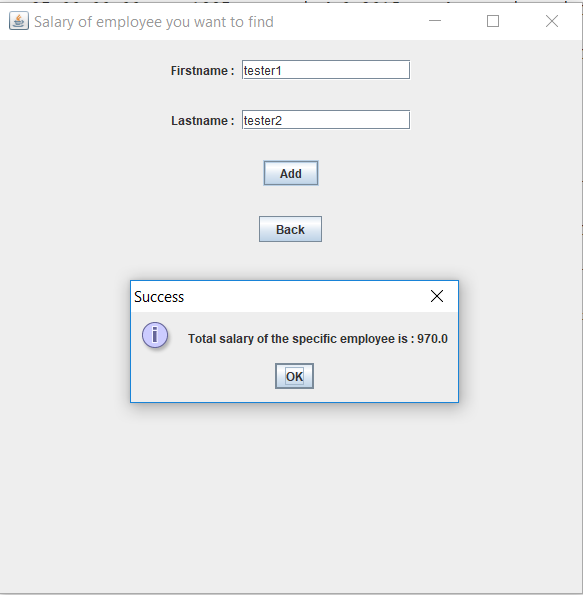 Salary of employee you want to find
Firstname : tester1
Lastname : tester2
Add
Back
Success
Total salary of the specific employee is : 970.0
OK